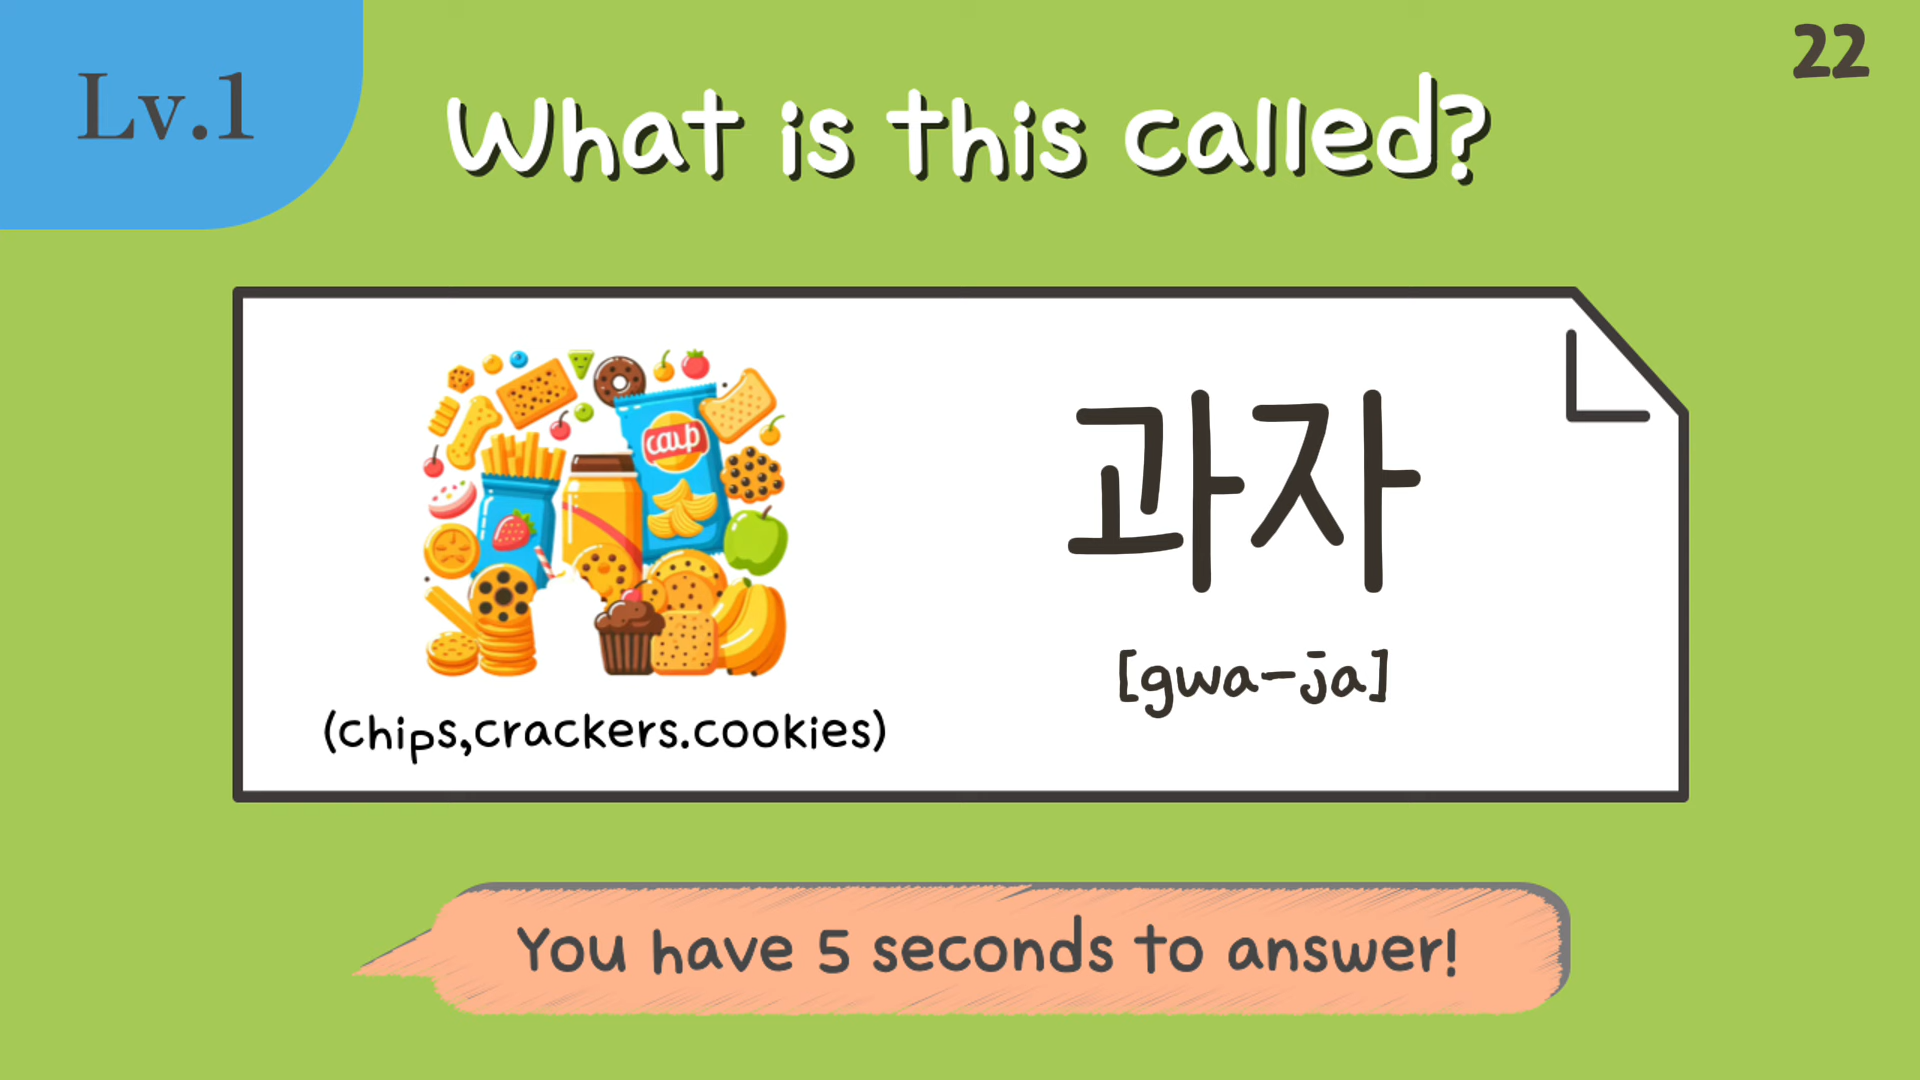 Lv.1
22
What is this called?
calp
과자
[gwa-ja]
(chips,crackers.cookies)
You have 5 seconds to answer!